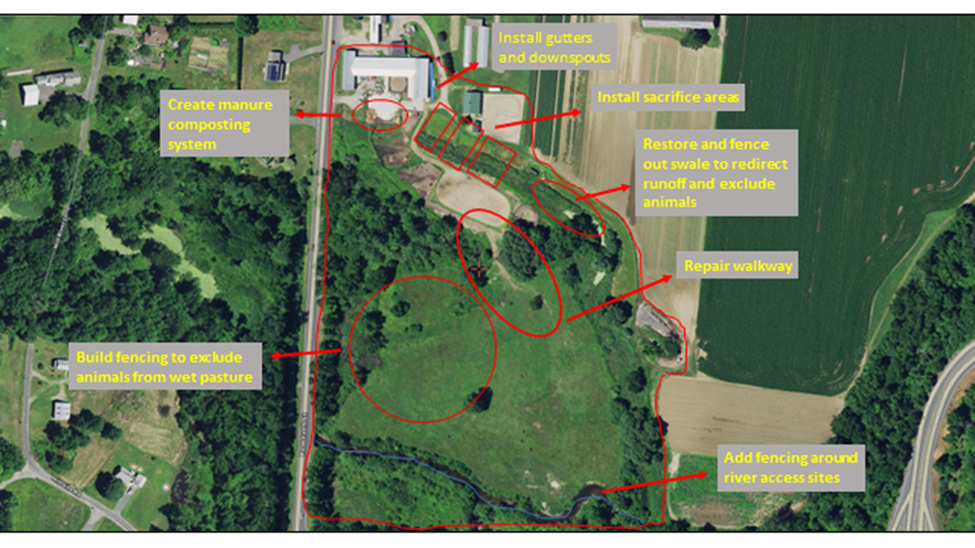 Install gutters
and downspouts
Create manure
composting
system
Install sacrifice areas
Restore and fence
out swale to redirect
runoff and exclude
animals
Repair walkway
Build fencing to exclude
animals from wet pasture
Add fencing around
river access sites